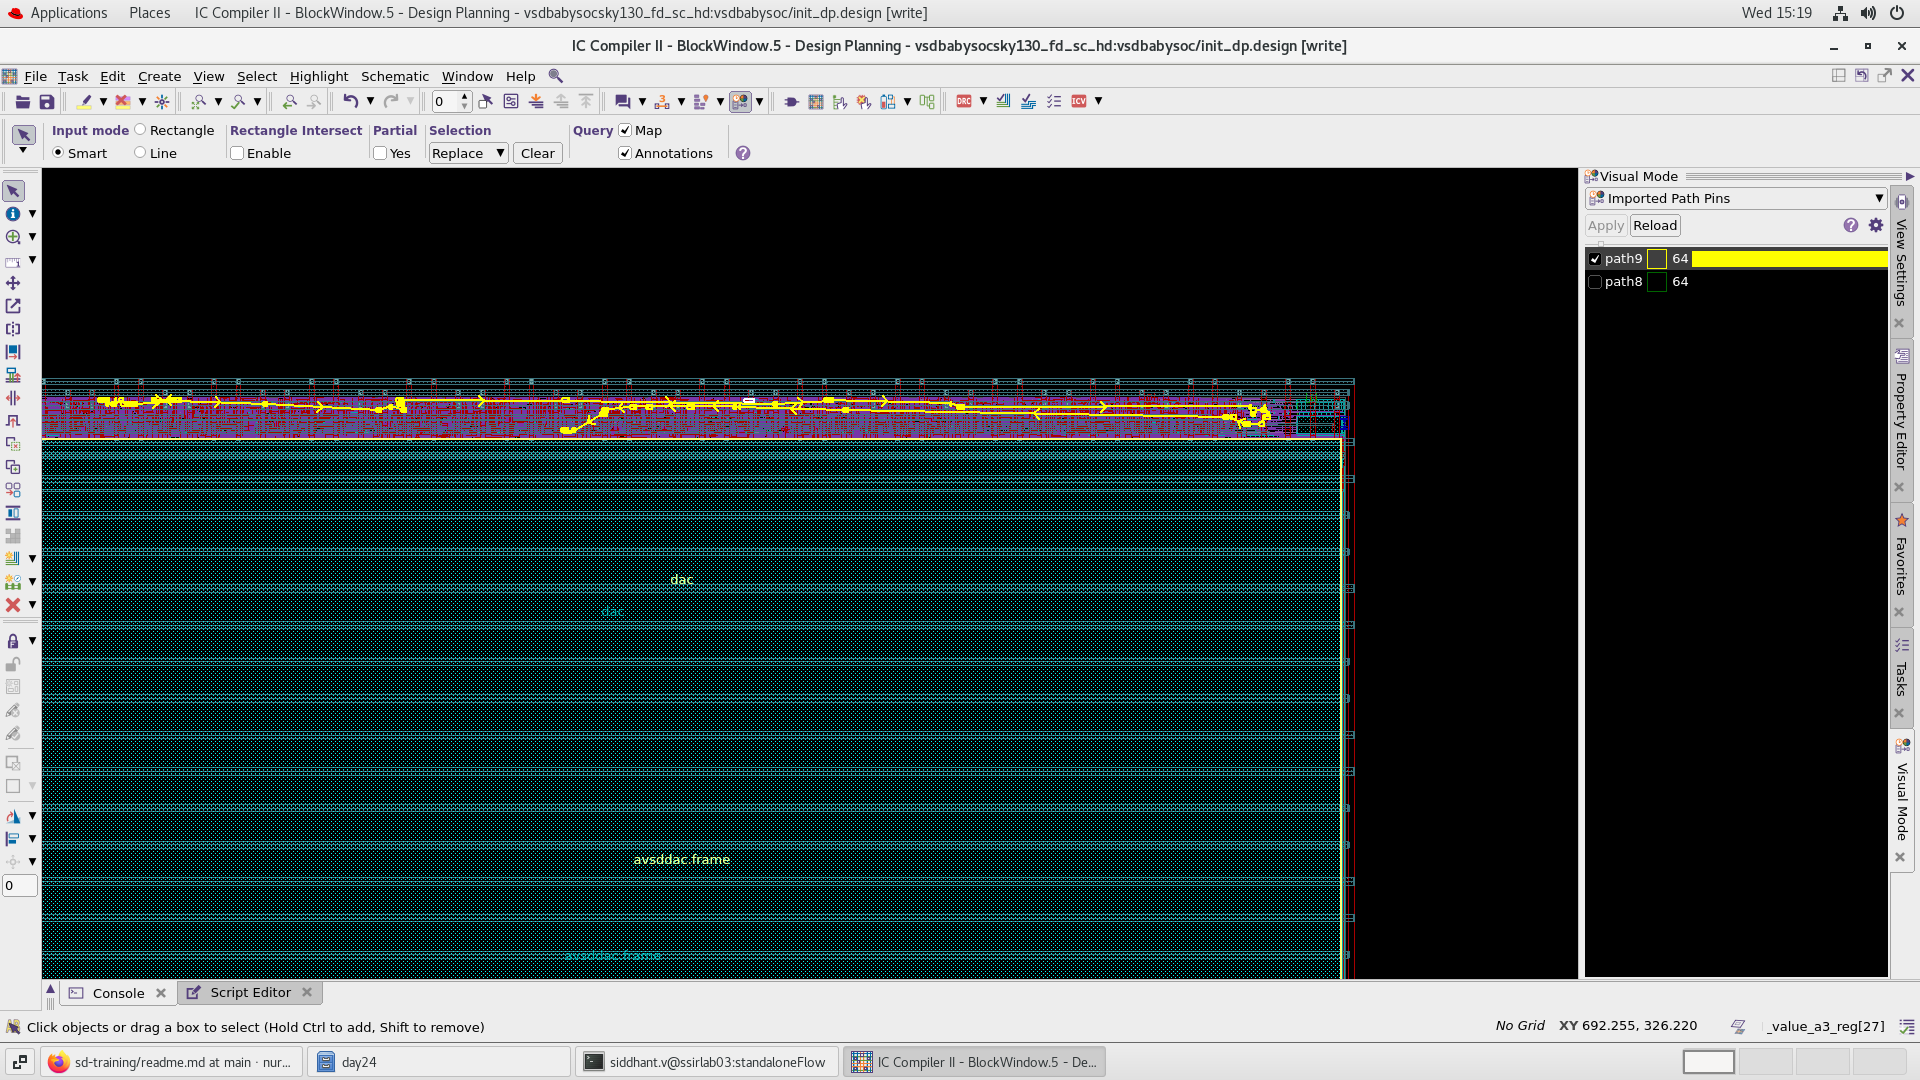 Applications Places IC Compiler II - BlockWindow.5 - Design Planning - vsdbabysocsky130_fd_sc_hd:vsdbabysoc/init_dp.design [write] Wed 15:19
IC Compiler II - BlockWindow.5 - Design Planning - vsdbabysocsky130_fd_sc_hd:vsdbabysoc/init_dp.design [write]
File Task Edit Create View Select Highlight Schematic Window Help
0 DRC ICV
Input mode Rectangle Rectangle Intersect Partial Selection Query Map
Smart Line Enable Yes Replace Clear Annotations
Visual Mode
Imported Path Pins
Apply Reload
path9 64
path8 64
View Settings
Property Editor
Favorites
Tasks
Visual Mode
dac
dac
avsddac.frame
avsddac.frame
0
Console Script Editor
Click objects or drag a box to select (Hold Ctrl to add, Shift to remove) No Grid XY 692.255, 326.220 _value_a3_reg[27]
sd-training/readme.md at main · nur... day24 siddhant.v@ssirlab03:standaloneFlow IC Compiler II - BlockWindow.5 - De...